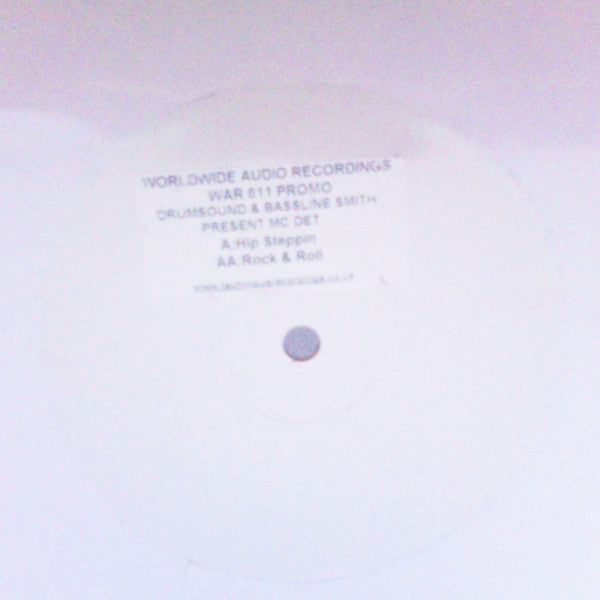 WORLDWIDE AUDIO RECORDINGS
WAR 011 PROMO
DRUMSOUND & BASSLINE SMITH
PRESENT MC DET
A.Hip Steppin
AA.Rock & Roll